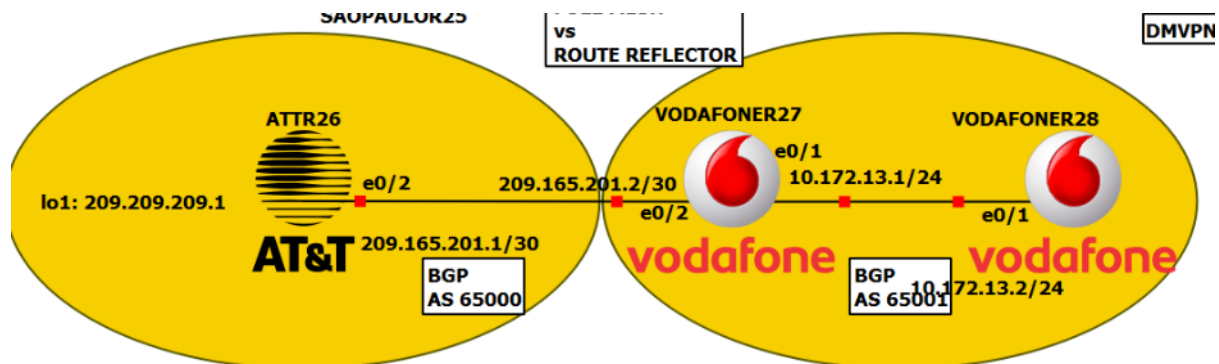 SAOPAULOR25
vs
ROUTE REFLECTOR
DMVPN
ATTR26
VODAFONER27
VODAFONER28
e0/1
lo1: 209.209.209.1
e0/2
209.165.201.2/30
10.172.13.1/24
e0/2
e0/1
AT&T
209.165.201.1/30
vodafone
vodafone
BGP
AS 65000
BGP
AS 65001
10.172.13.2/24